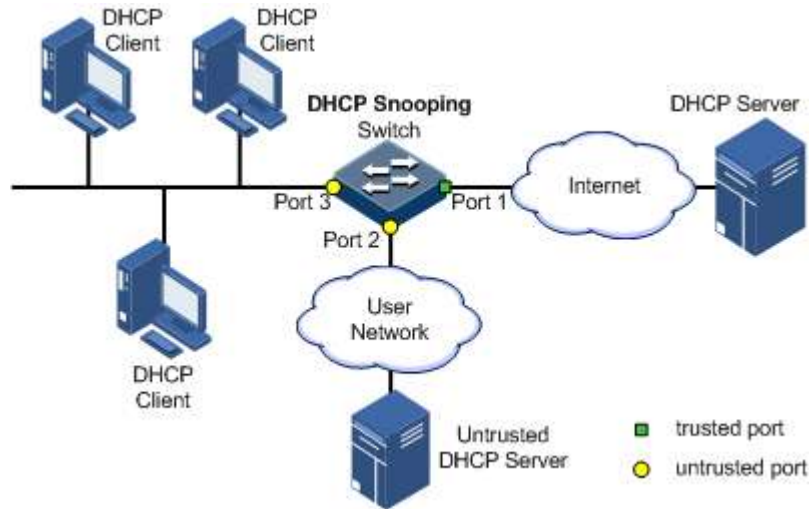 DHCP
Client
DHCP
Client
DHCP Snooping
Switch
DHCP Server
Port 3
Port 1
Internet
Port 2
User
Network
DHCP
Client
Untrusted
DHCP Server
trusted port
untrusted port